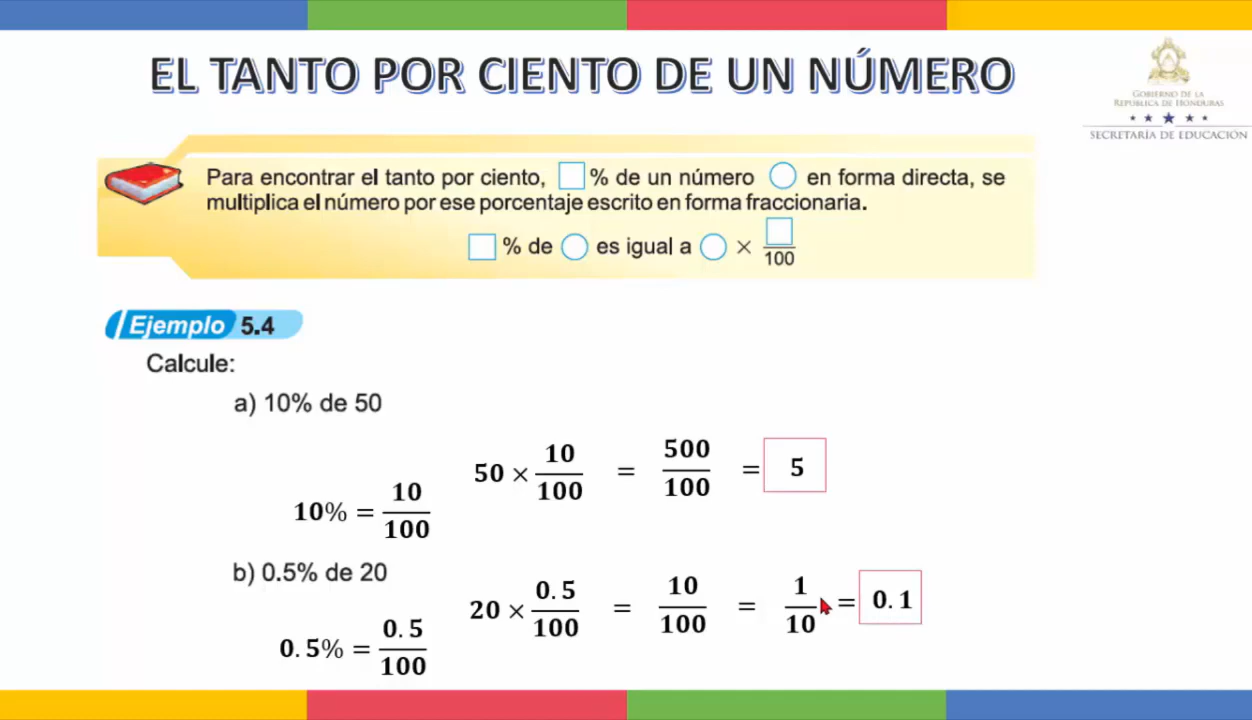 EL TANTO POR CIENTO DE UN NÚMERO
GOBIERNO DE LA
REPÚBLICA DE HONDURAS
SECRETARÍA DE EDUCACIÓN
Para encontrar el tanto por ciento, □ % de un número ○ en forma directa, se
multiplica el número por ese porcentaje escrito en forma fraccionaria.
□ % de ○ es igual a ○ × □/100
Ejemplo 5.4
Calcule:
a) 10% de 50
50 × 10/100 = 500/100 = 5
10% = 10/100
b) 0.5% de 20
20 × 0.5/100 = 10/100 = 1/10 = 0.1
0.5% = 0.5/100